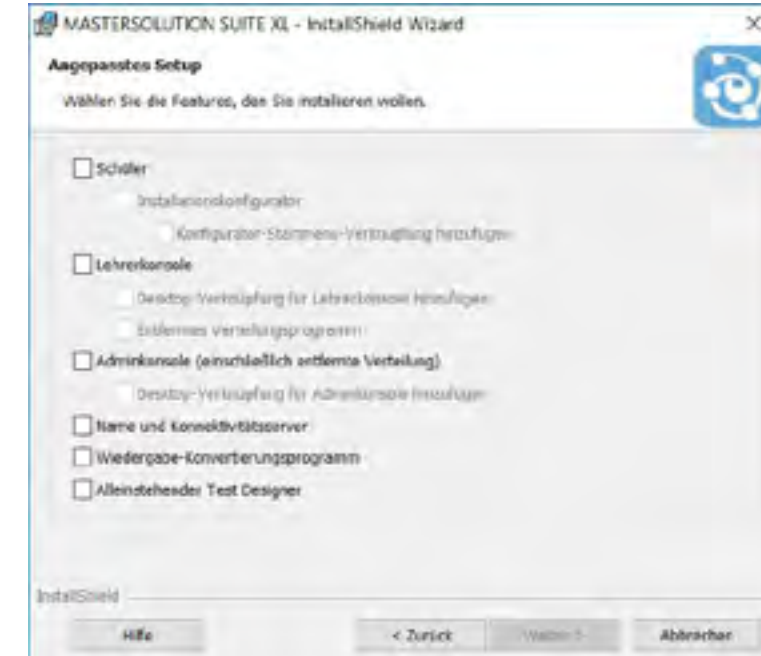 MASTERSOLUTION SUITE XL - InstallShield Wizard
Angepasstes Setup
Wählen Sie die Features, den Sie installieren wollen.
Schüler
Installationskonfigurator
Konfigurator-Startmenü-Verknüpfung hinzufügen
Lehrerkonsole
Desktop-Verknüpfung für Lehrerkonsole hinzufügen
Entferntes Verteilungsprogramm
Adminkonsole (einschließlich entfernte Verteilung)
Desktop-Verknüpfung für Adminkonsole hinzufügen
Name und Konnektivitätsserver
Wiedergabe-Konvertierungsprogramm
Alleinstehender Test Designer
InstallShield
Hilfe
< Zurück
Weiter >
Abbrechen